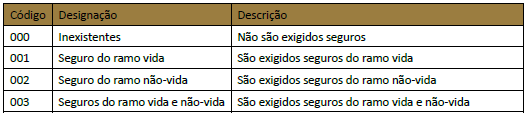 Código Designação Descrição
000 Inexistentes Não são exigidos seguros
001 Seguro do ramo vida São exigidos seguros do ramo vida
002 Seguro do ramo não-vida São exigidos seguros do ramo não-vida
003 Seguros do ramo vida e não-vida São exigidos seguros do ramo vida e não-vida